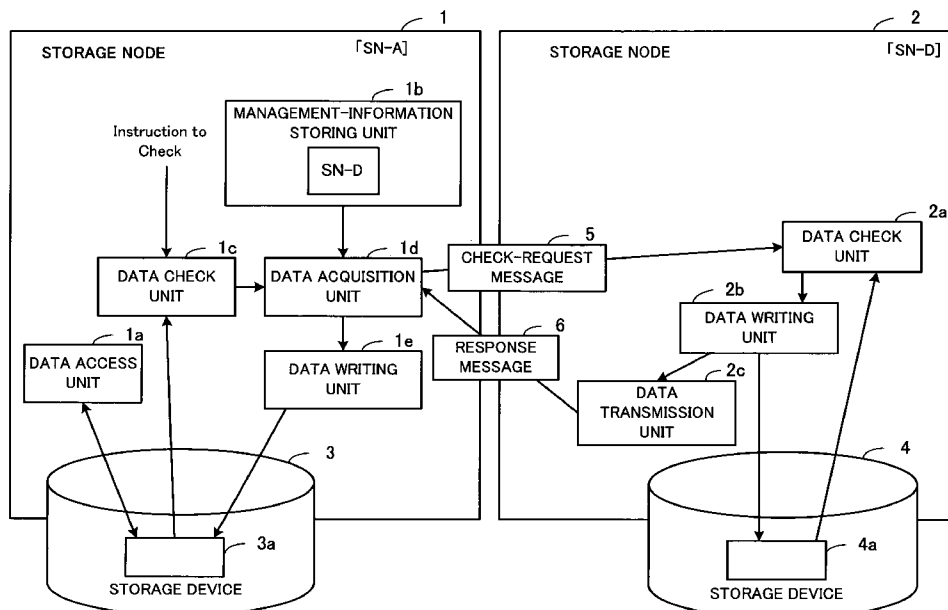 1
2
STORAGE NODE
「SN-A]
STORAGE NODE
「SN-D]
1b
MANAGEMENT-INFORMATION
STORING UNIT
SN-D
Instruction to
Check
2a
DATA CHECK
UNIT
1c
DATA CHECK
UNIT
1d
DATA ACQUISITION
UNIT
5
CHECK-REQUEST
MESSAGE
2b
DATA WRITING
UNIT
1a
DATA ACCESS
UNIT
1e
DATA WRITING
UNIT
6
RESPONSE
MESSAGE
2c
DATA
TRANSMISSION
UNIT
3
4
3a
STORAGE DEVICE
4a
STORAGE DEVICE